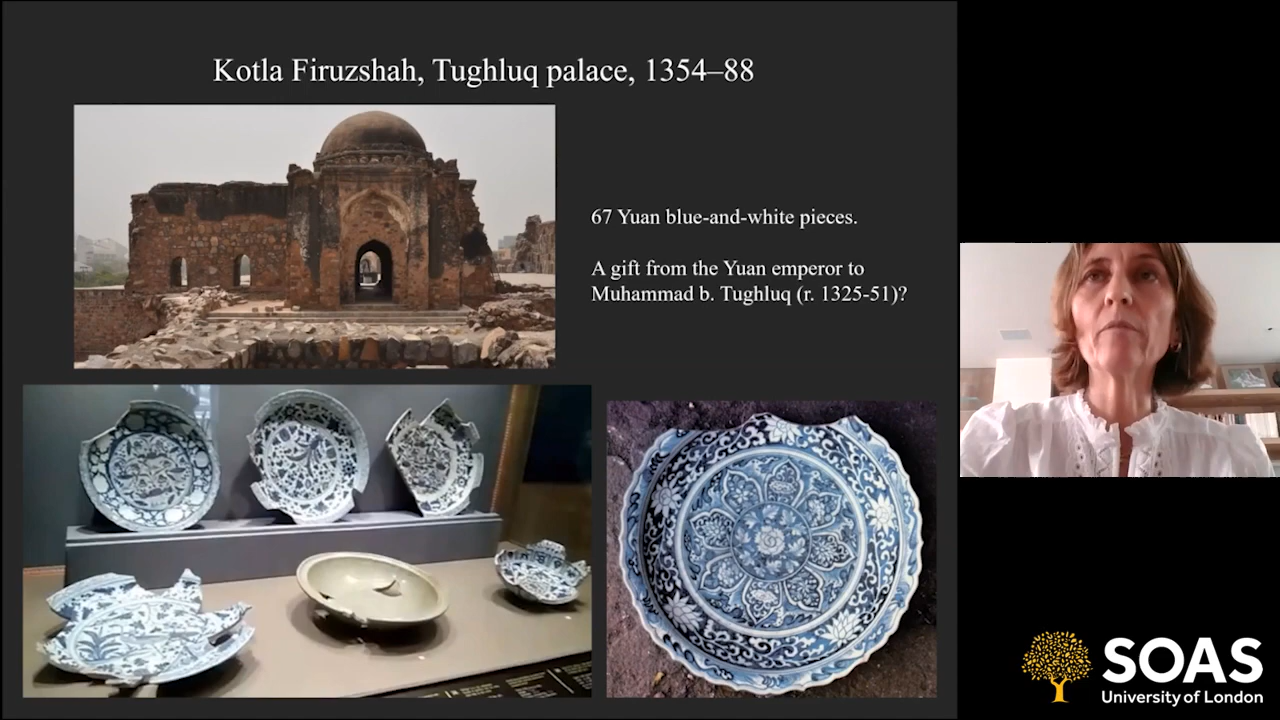 Kotla Firuzshah, Tughluq palace, 1354–88
67 Yuan blue-and-white pieces.
A gift from the Yuan emperor to
Muhammad b. Tughluq (r. 1325-51)?
SOAS
University of London